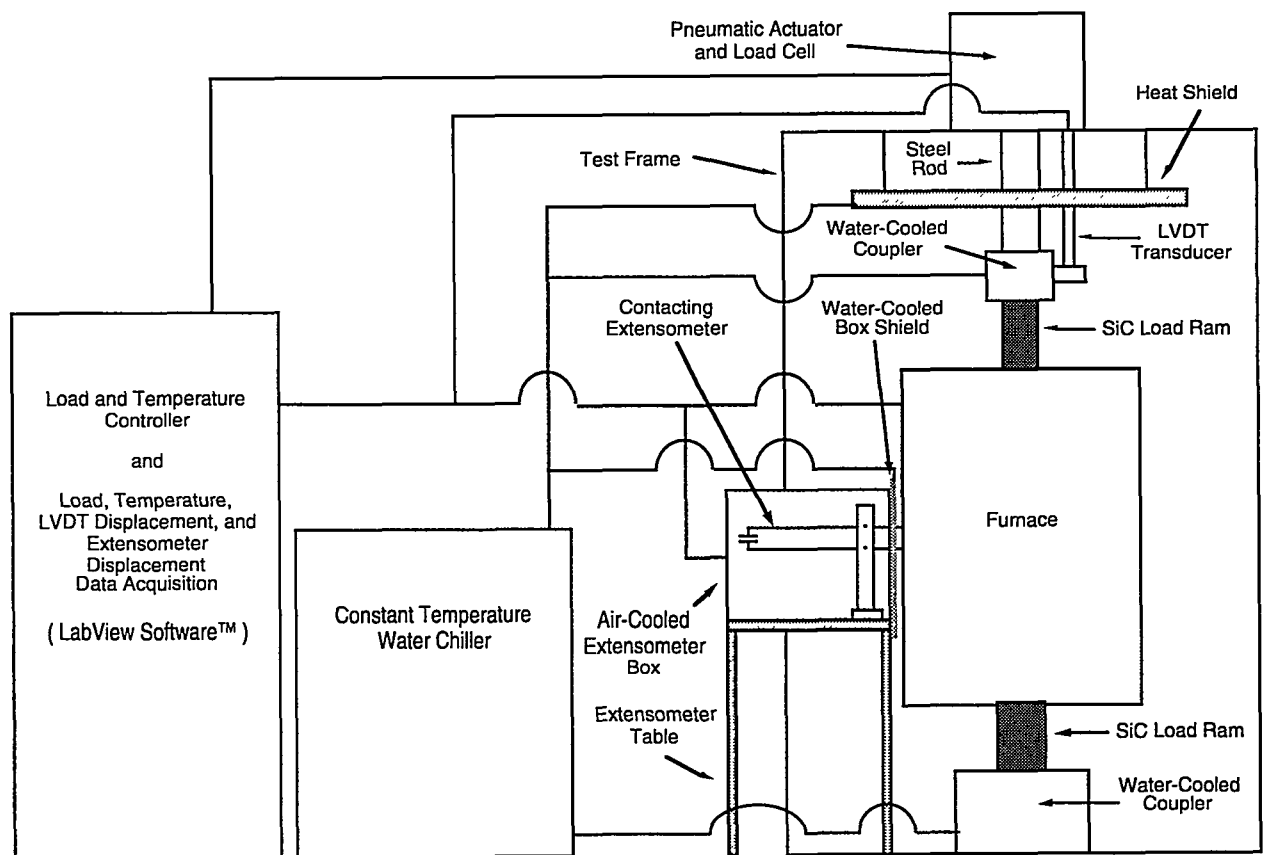 Pneumatic Actuator
and Load Cell
Heat Shield
Test Frame
Steel
Rod
Water-Cooled
Coupler
LVDT
Transducer
Contacting
Extensometer
Water-Cooled
Box Shield
SiC Load Ram
Load and Temperature
Controller
and
Load, Temperature,
LVDT Displacement, and
Extensometer
Displacement
Data Acquisition
( LabView Software™ )
Furnace
Constant Temperature
Water Chiller
Air-Cooled
Extensometer
Box
Extensometer
Table
SiC Load Ram
Water-Cooled
Coupler